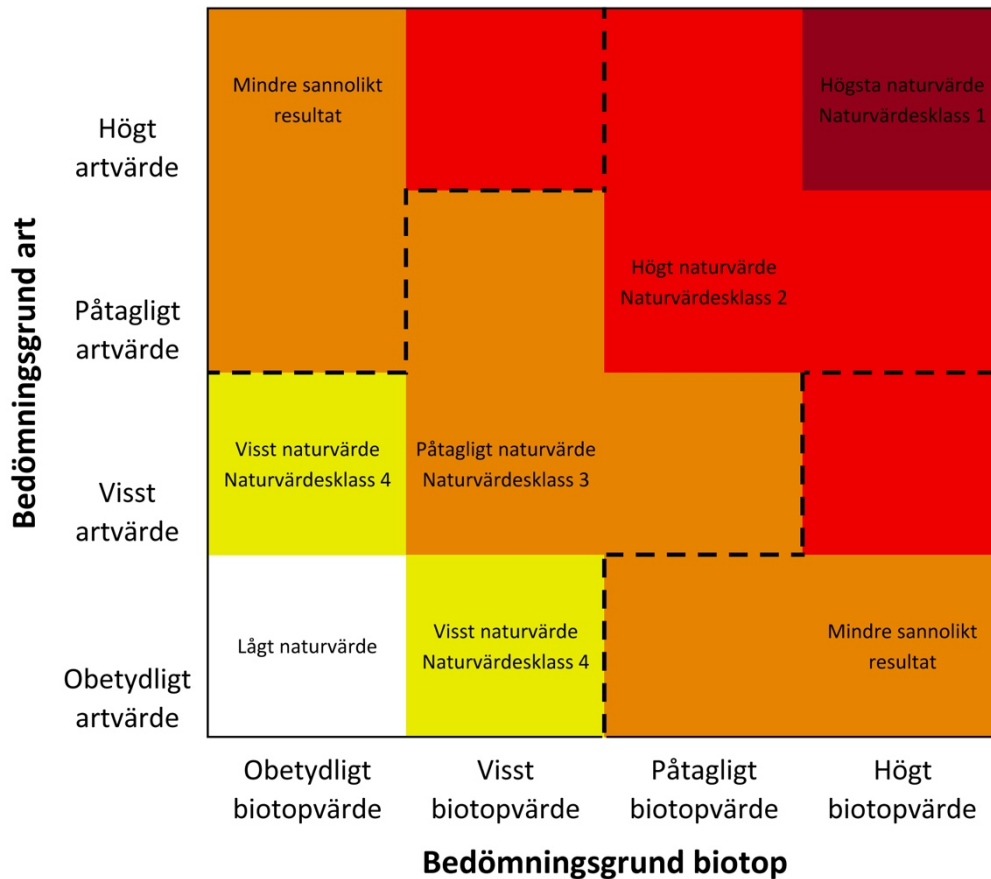 Bedömningsgrund art
Högt
artvärde
Mindre sannolikt
resultat
Högsta naturvärde
Naturvärdesklass 1
Påtagligt
artvärde
Högt naturvärde
Naturvärdesklass 2
Visst
artvärde
Visst naturvärde
Naturvärdesklass 4
Påtagligt naturvärde
Naturvärdesklass 3
Obetydligt
artvärde
Lågt naturvärde
Visst naturvärde
Naturvärdesklass 4
Mindre sannolikt
resultat
Obetydligt
biotopvärde
Visst
biotopvärde
Påtagligt
biotopvärde
Högt
biotopvärde
Bedömningsgrund biotop